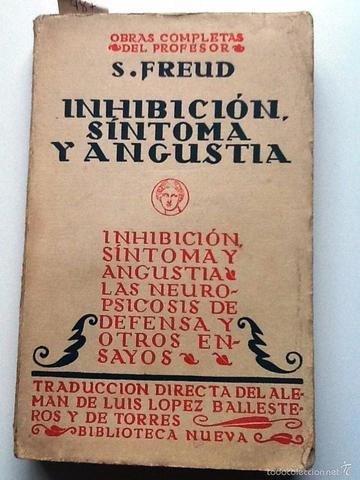 OBRAS COMPLETAS
DEL PROFESOR
S. FREUD
INHIBICIÓN,
SÍNTOMA
Y ANGUSTIA
INHIBICIÓN,
SÍNTOMA Y
ANGUSTIA
LAS NEURO-
PSICOSIS DE
DEFENSA Y
OTROS EN-
SAYOS
TRADUCCION DIRECTA DEL ALE-
MAN DE LUIS LOPEZ BALLESTE-
ROS Y DE TORRES
BIBLIOTECA NUEVA
todocoleccion.net